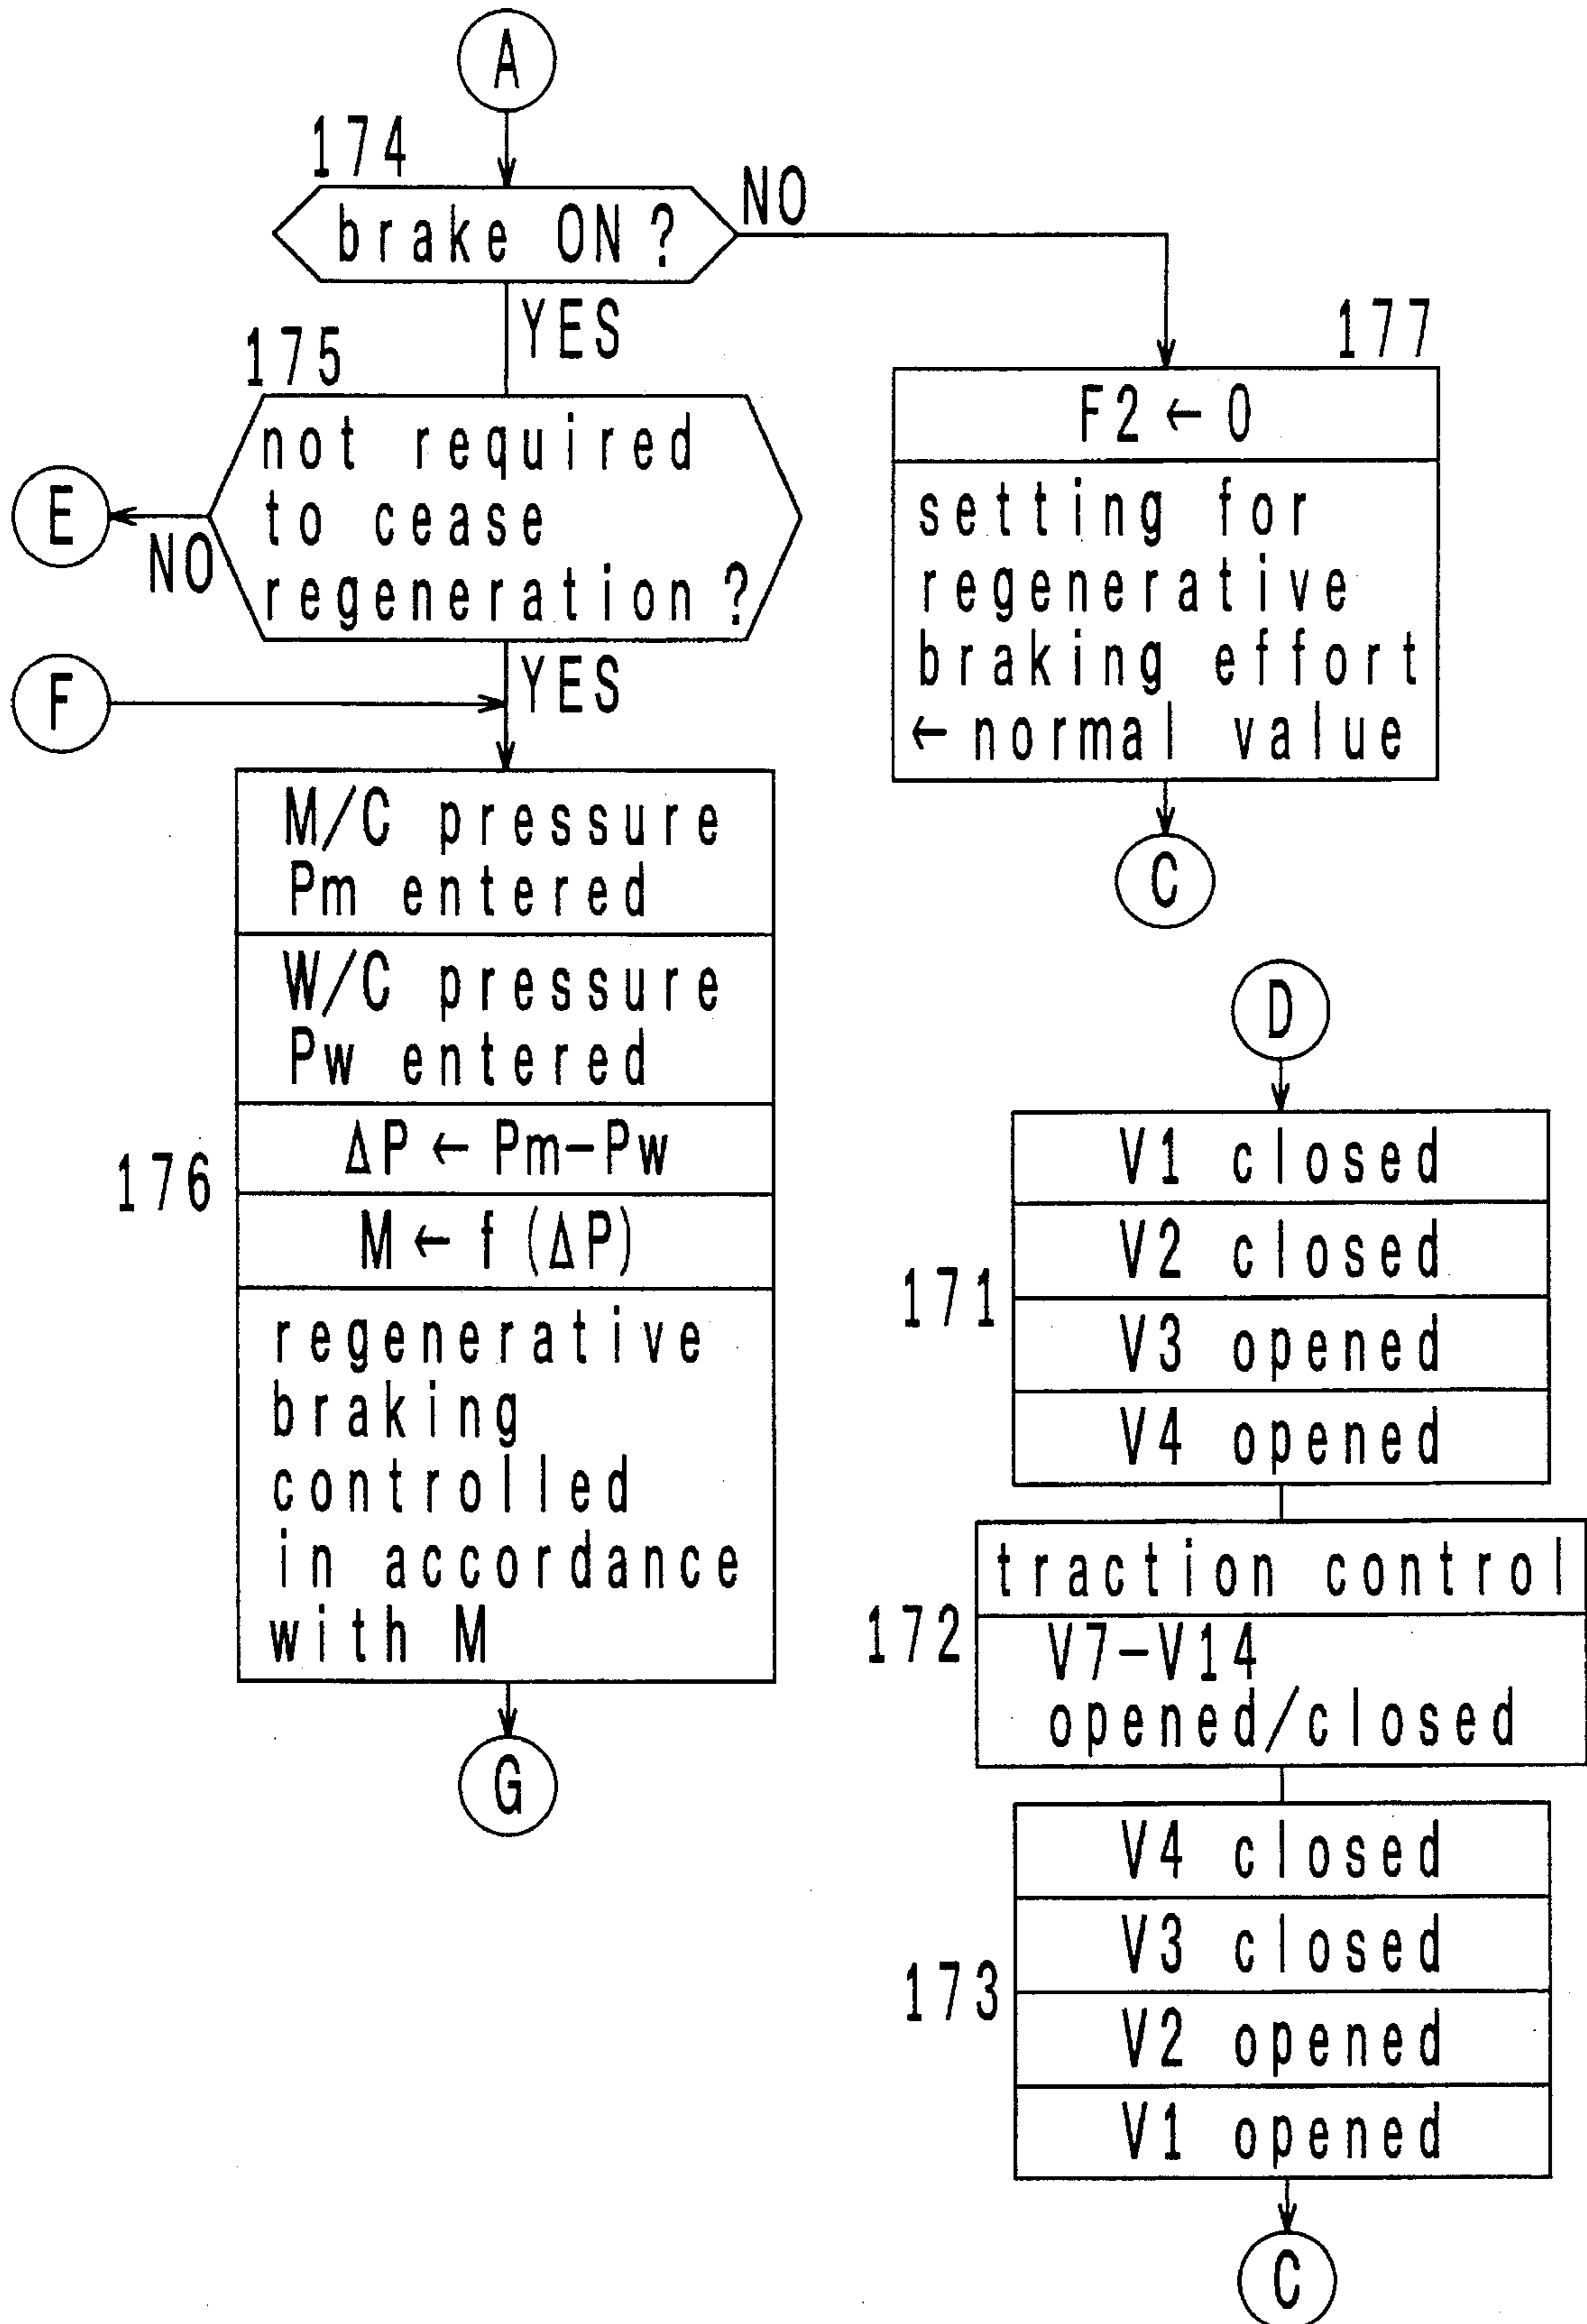 A
174
brake ON?
NO
YES
175
not required
to cease
regeneration?
E
NO
YES
F
M/C pressure
Pm entered
W/C pressure
Pw entered
ΔP ← Pm-Pw
176
M ← f (ΔP)
regenerative
braking
controlled
in accordance
with M
G
177
F2 ← 0
setting for
regenerative
braking effort
← normal value
C
D
V1 closed
V2 closed
171
V3 opened
V4 opened
traction control
172
V7-V14
opened/closed
V4 closed
V3 closed
173
V2 opened
V1 opened
C